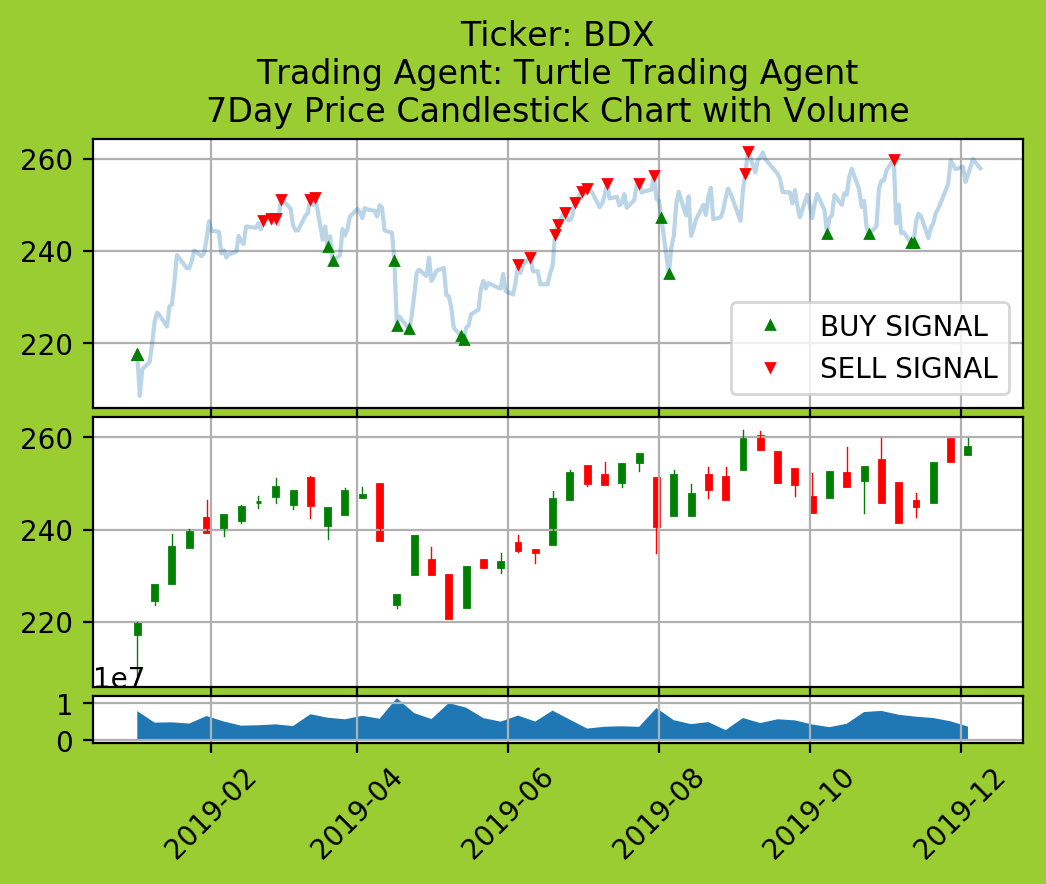 Ticker: BDX
Trading Agent: Turtle Trading Agent
7Day Price Candlestick Chart with Volume
260
240
220
BUY SIGNAL
SELL SIGNAL
260
240
220
1e7
1
0
2019-02
2019-04
2019-06
2019-08
2019-10
2019-12